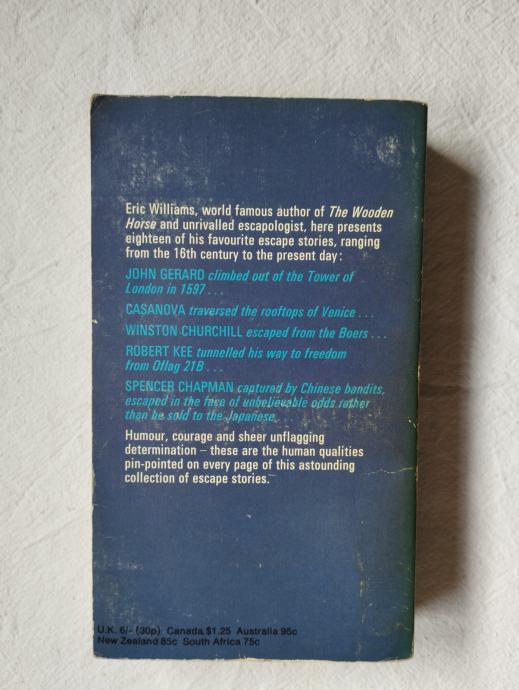 Eric Williams, world famous author of The Wooden
Horse and unrivalled escapologist, here presents
eighteen of his favourite escape stories, ranging
from the 16th century to the present day:
JOHN GERARD climbed out of the Tower of
London in 1597 . . .
CASANOVA traversed the rooftops of Venice . . .
WINSTON CHURCHILL escaped from the Boers . . .
ROBERT KEE tunnelled his way to freedom
from Oflag 21B . . .
SPENCER CHAPMAN captured by Chinese bandits,
escaped in the face of unbelievable odds rather
than be sold to the Japanese. . .
Humour, courage and sheer unflagging
determination – these are the human qualities
pin-pointed on every page of this astounding
collection of escape stories.
U.K. 6/- (30p) Canada $1.25 Australia 95c
New Zealand 85c South Africa 75c